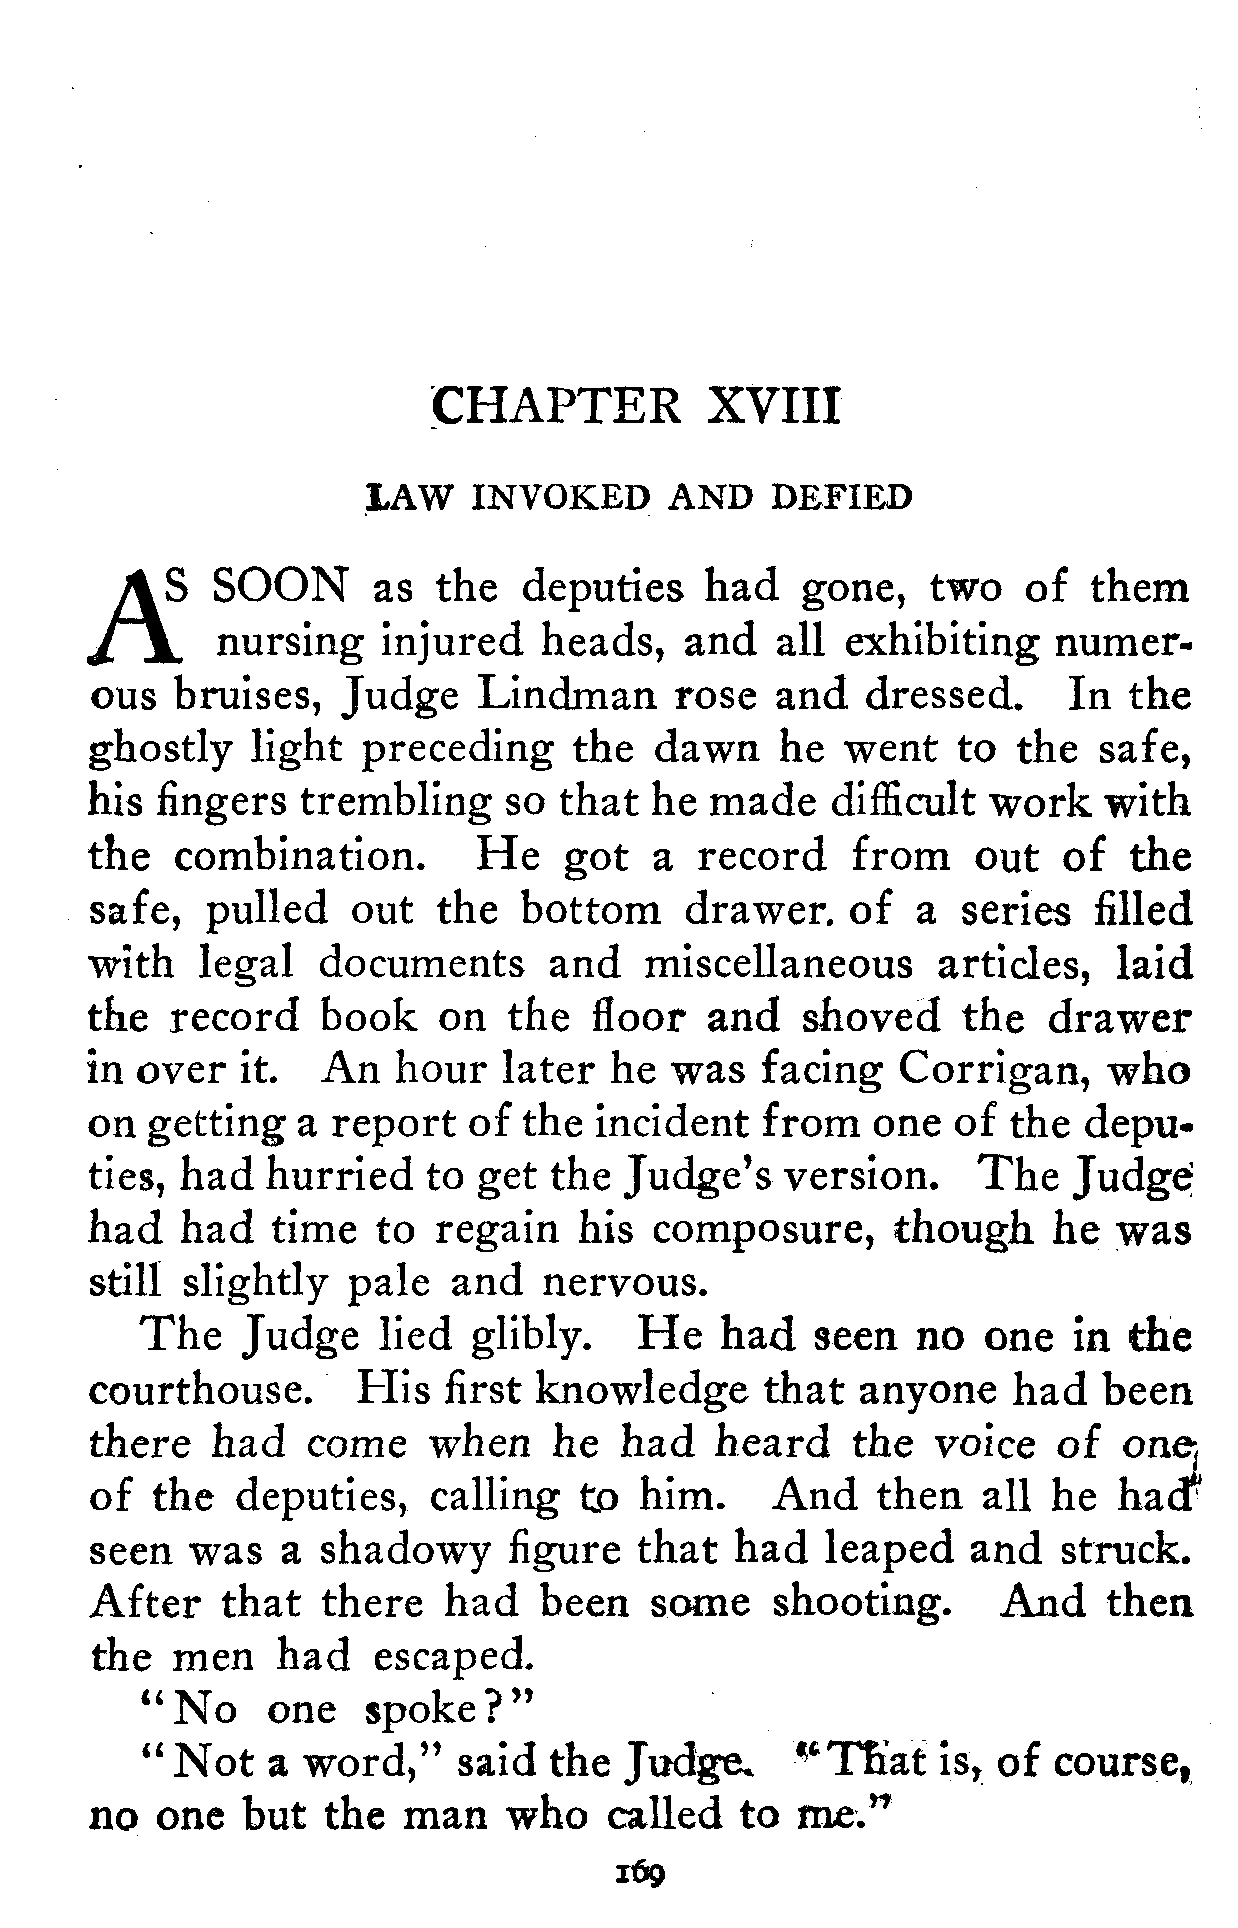 CHAPTER XVIII
LAW INVOKED AND DEFIED
AS SOON as the deputies had gone, two of them
nursing injured heads, and all exhibiting numer-
ous bruises, Judge Lindman rose and dressed. In the
ghostly light preceding the dawn he went to the safe,
his fingers trembling so that he made difficult work with
the combination. He got a record from out of the
safe, pulled out the bottom drawer. of a series filled
with legal documents and miscellaneous articles, laid
the record book on the floor and shoved the drawer
in over it. An hour later he was facing Corrigan, who
on getting a report of the incident from one of the depu-
ties, had hurried to get the Judge's version. The Judge
had had time to regain his composure, though he was
still slightly pale and nervous.
The Judge lied glibly. He had seen no one in the
courthouse. His first knowledge that anyone had been
there had come when he had heard the voice of one
of the deputies, calling to him. And then all he had
seen was a shadowy figure that had leaped and struck.
After that there had been some shooting. And then
the men had escaped.
"No one spoke?"
"Not a word," said the Judge. "That is, of course,
no one but the man who called to me."
169